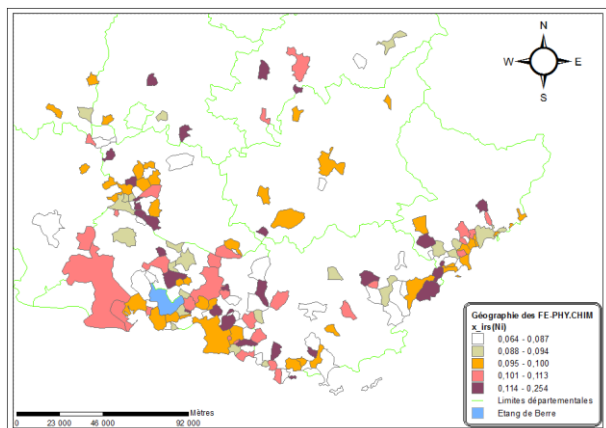 N
W E
S
Géographie des FE-PHY.CHIM
x_irs(Ni)
0,064 - 0,087
0,088 - 0,094
0,095 - 0,100
0,101 - 0,113
0,114 - 0,254
Limites départementales
Etang de Berre
Mètres
0 23 000 46 000 92 000